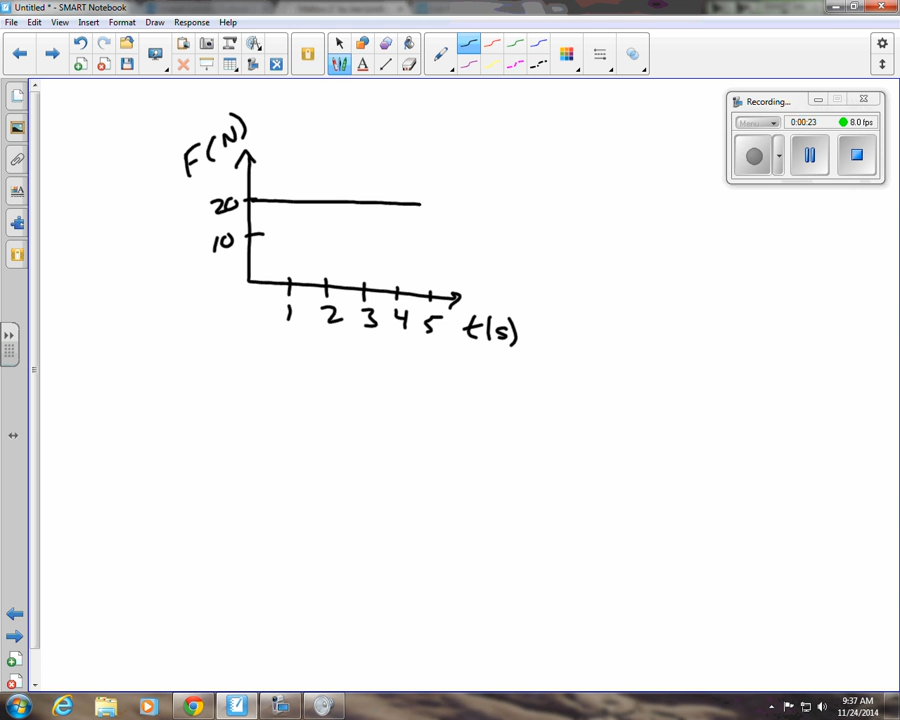 Untitled * - SMART Notebook
File Edit View Insert Format Draw Response Help
Recording...
Menu 0:00:23 8.0 fps
F(N)
20
10
1 2 3 4 5 t(s)
9:37 AM
11/24/2014